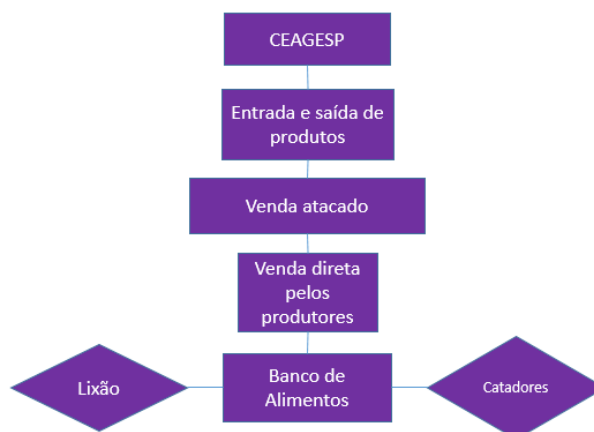 CEAGESP
Entrada e saída de
produtos
Venda atacado
Venda direta
pelos
produtores
Lixão
Banco de
Alimentos
Catadores